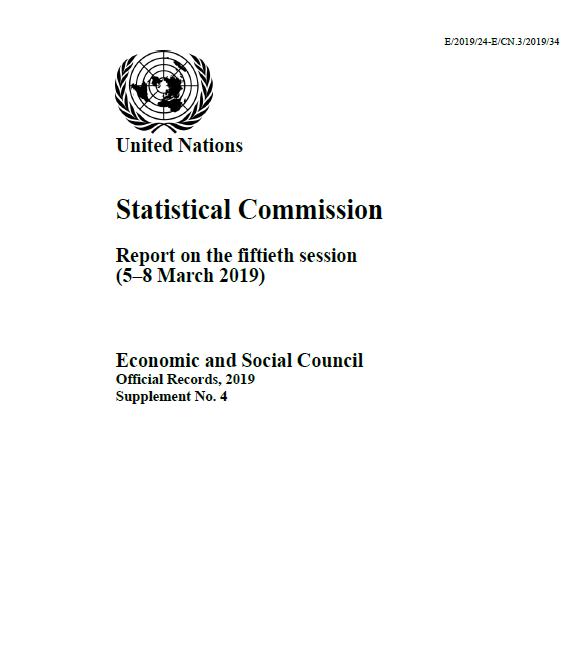 E/2019/24-E/CN.3/2019/34
United Nations
Statistical Commission
Report on the fiftieth session
(5–8 March 2019)
Economic and Social Council
Official Records, 2019
Supplement No. 4